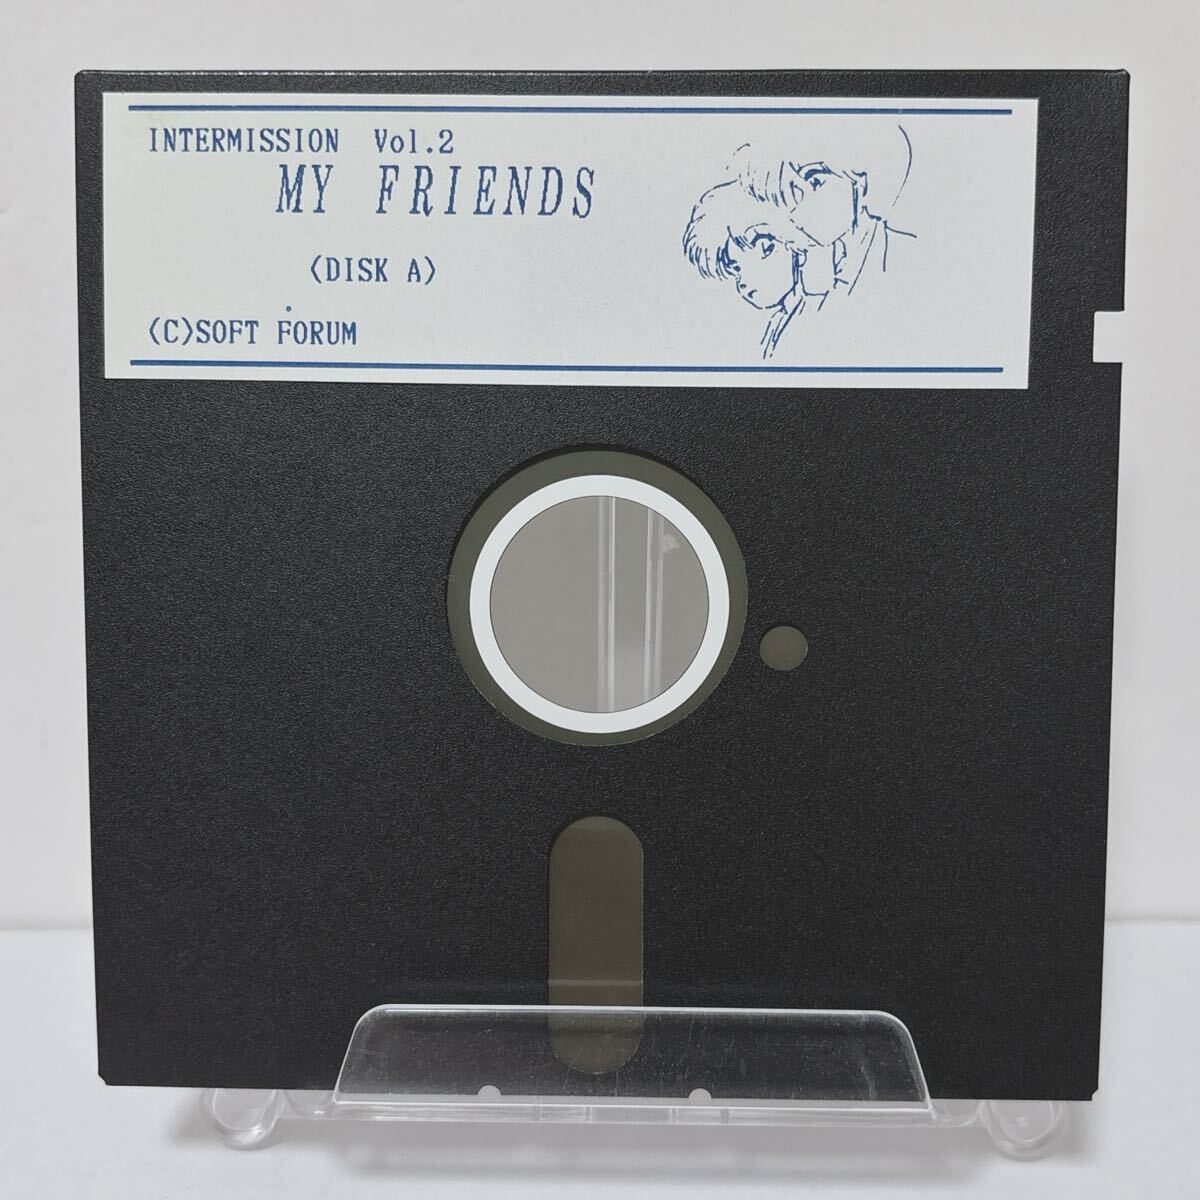 INTERMISSION Vol.2
MY FRIENDS
(DISK A)
(C)SOFT FORUM